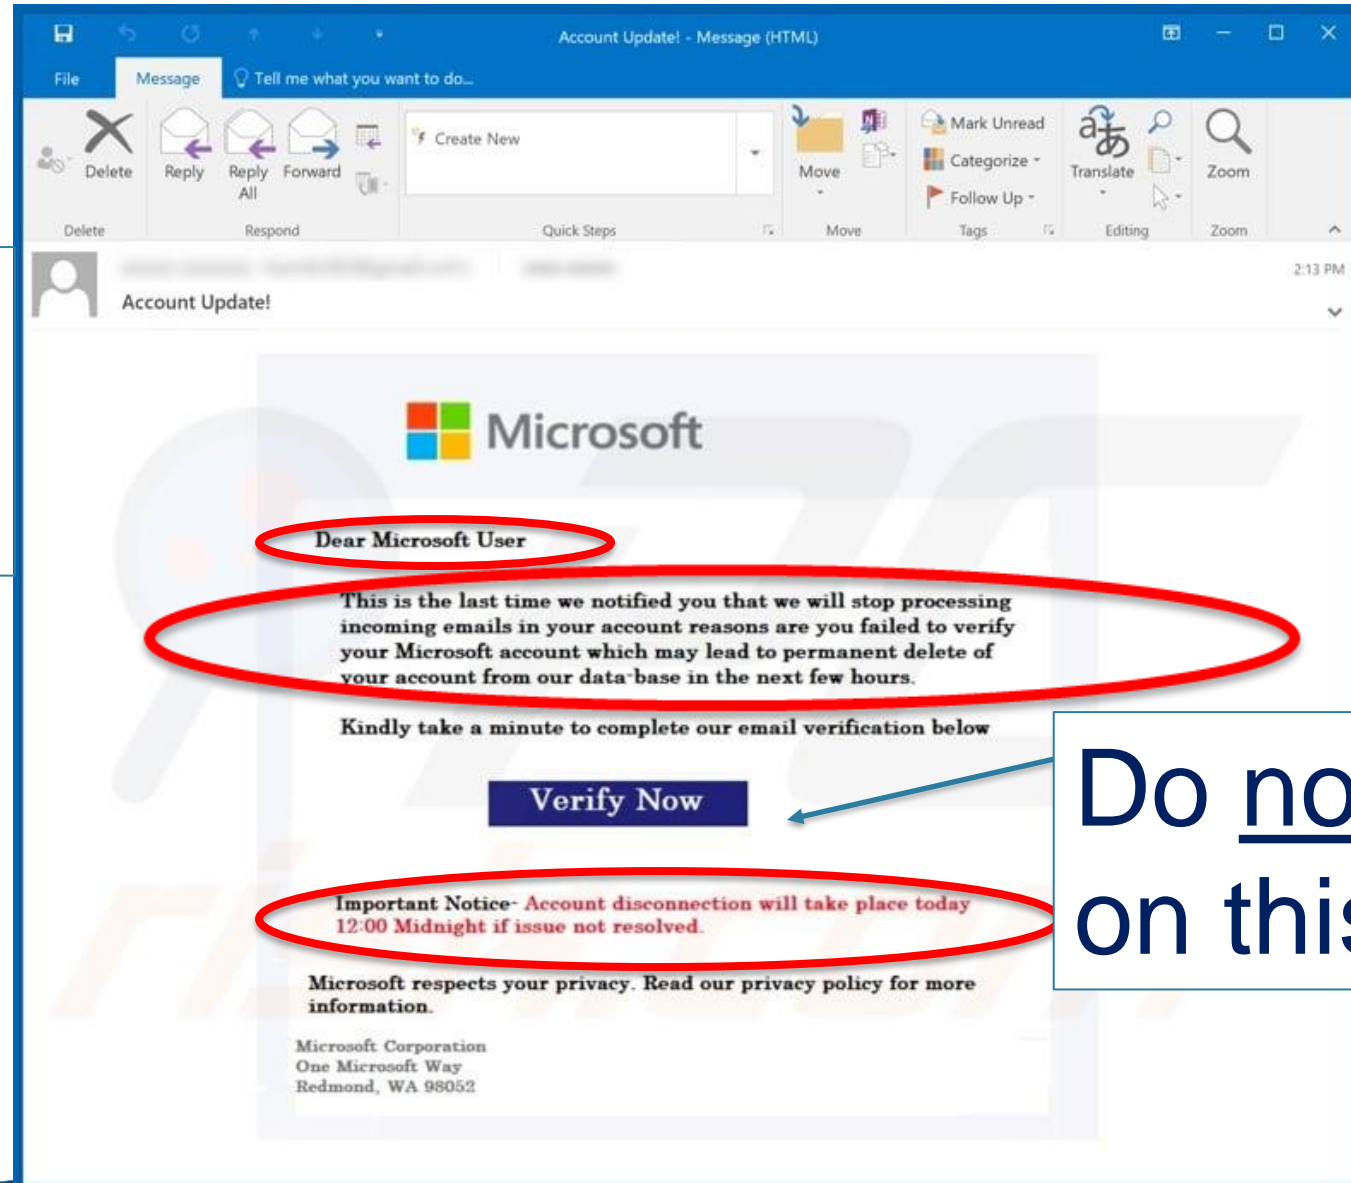 Account Update! - Message (HTML)
File Message Tell me what you want to do...
Delete
Reply
Reply All
Forward
Create New
Move
Mark Unread
Categorize
Follow Up
Translate
Zoom
Delete Respond Quick Steps Move Tags Editing Zoom
2:13 PM
Account Update!
Microsoft
Dear Microsoft User
This is the last time we notified you that we will stop processing
incoming emails in your account reasons are you failed to verify
your Microsoft account which may lead to permanent delete of
your account from our data-base in the next few hours.
Kindly take a minute to complete our email verification below
Verify Now
Do no
on this
Important Notice- Account disconnection will take place today
12:00 Midnight if issue not resolved.
Microsoft respects your privacy. Read our privacy policy for more
information.
Microsoft Corporation
One Microsoft Way
Redmond, WA 98052